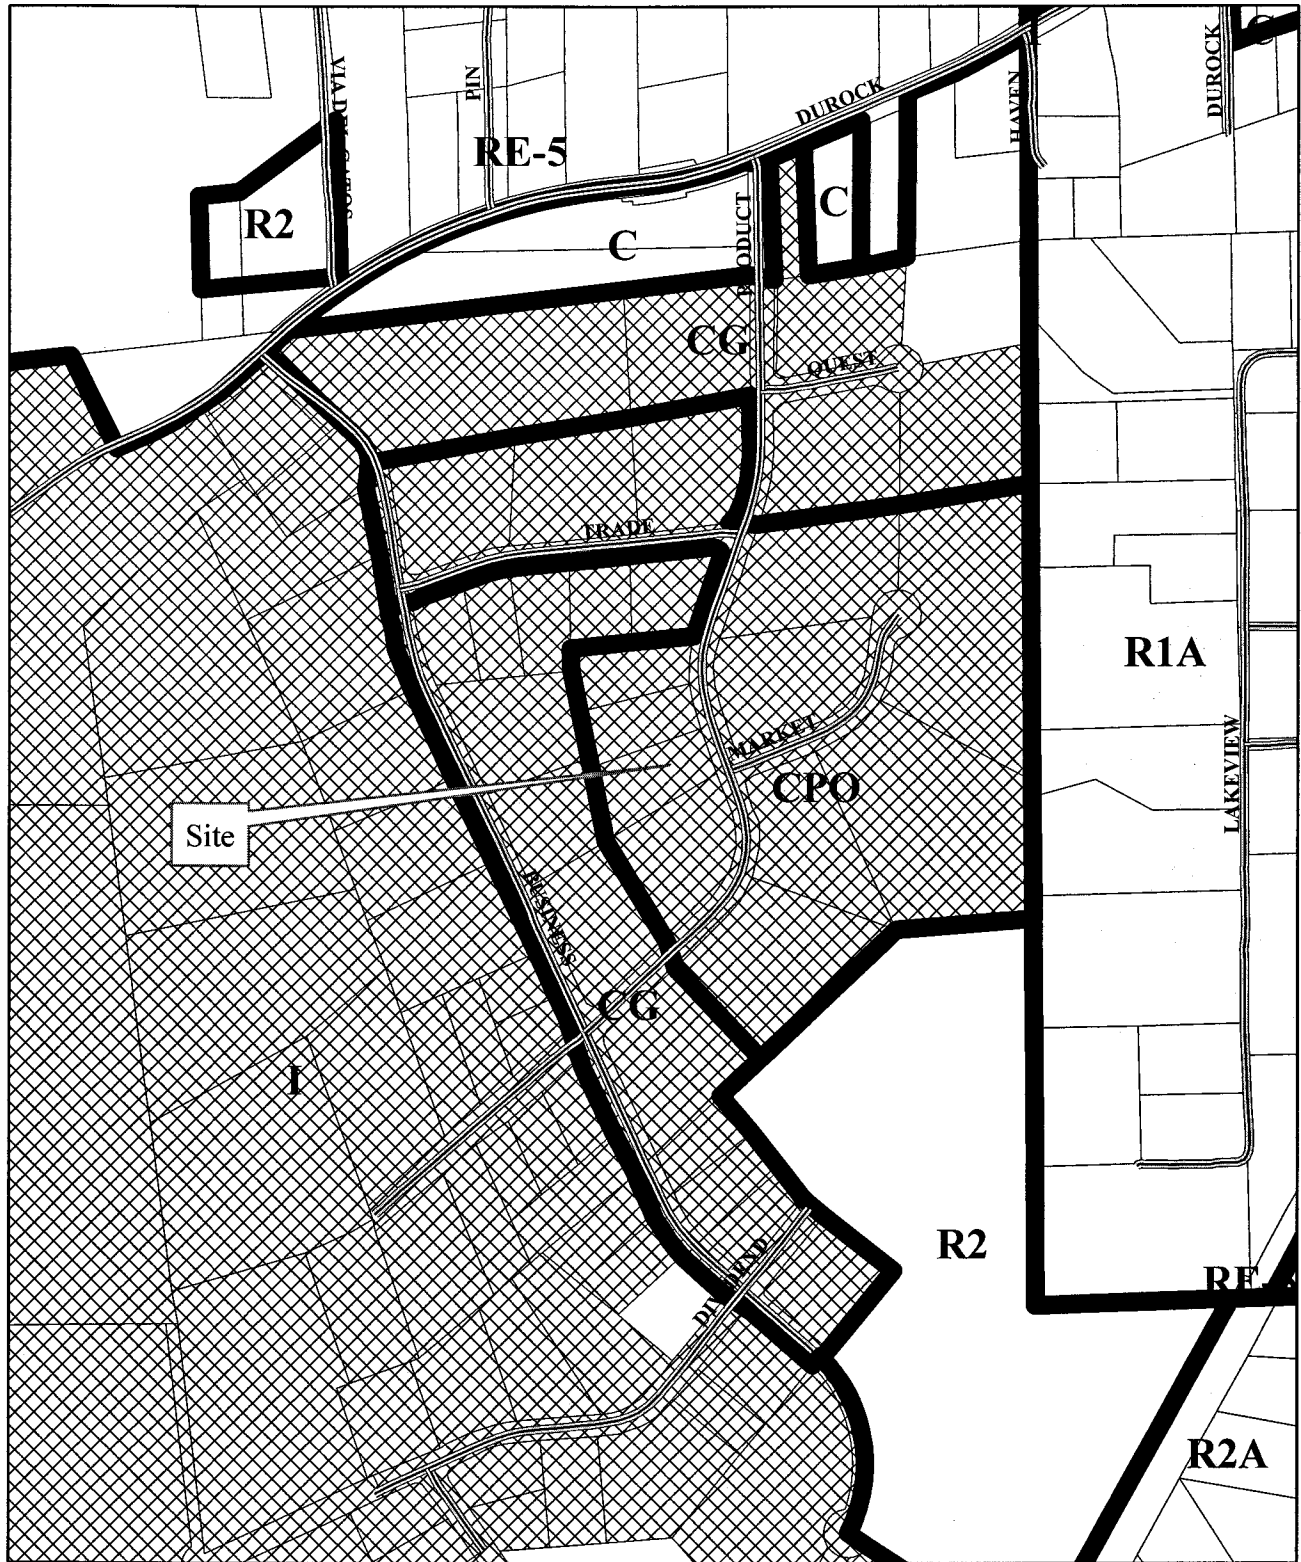 C
DUROCK
PIN
HAVEN
DUROCK
RE-5
R2
C
C
CG
QUEST
TRADE
R1A
MARKET
CPO
LAKEVIEW
Site
BUSINESS
CG
I
R2
DIVIDEND
R2A